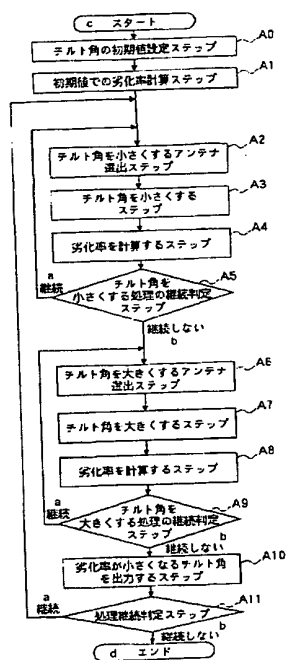 c スタート
A0
チルト角の初期値設定ステップ
A1
初期値での劣化率計算ステップ
A2
チルト角を小さくするアンテナ
選出ステップ
A3
チルト角を小さくする
ステップ
A4
劣化率を計算するステップ
A5
a
継続
チルト角を
小さくする処理の継続判定
ステップ
継続しない
b
A6
チルト角を大きくするアンテナ
選出ステップ
A7
チルト角を大きくするステップ
A8
劣化率を計算するステップ
A9
a
継続
チルト角を
大きくする処理の継続判定
ステップ
b
継続しない
A10
劣化率が小さくなるチルト角
を出力するステップ
A11
a
継続
処理継続判定ステップ
b
継続しない
d エンド